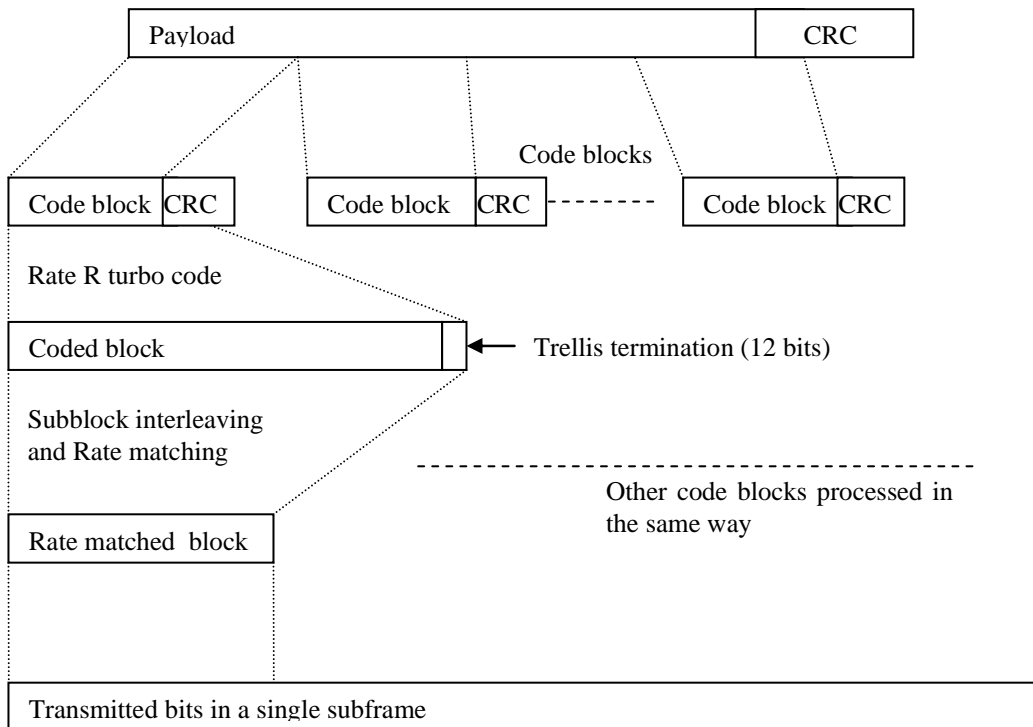 Payload
CRC
Code blocks
Code block
CRC
Code block
CRC
Code block
CRC
Rate R turbo code
Coded block
Trellis termination (12 bits)
Subblock interleaving
and Rate matching
Other code blocks processed in
the same way
Rate matched block
Transmitted bits in a single subframe